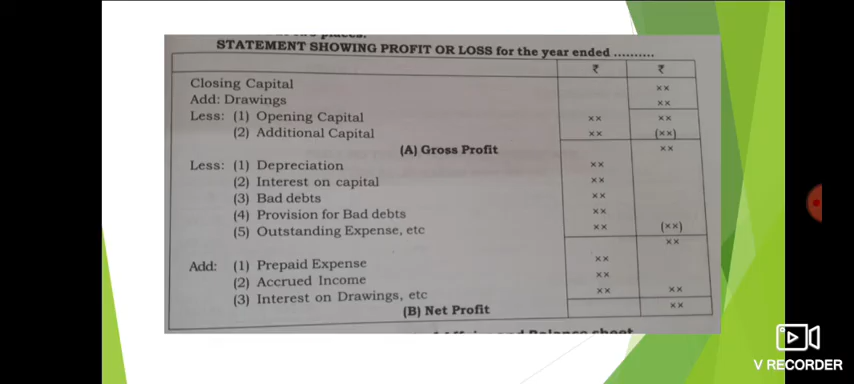 STATEMENT SHOWING PROFIT OR LOSS for the year ended ..........
₹ ₹
Closing Capital ××
Add: Drawings ××
Less: (1) Opening Capital ×× ××
(2) Additional Capital ×× (××)
(A) Gross Profit ××
Less: (1) Depreciation ××
(2) Interest on capital ××
(3) Bad debts ××
(4) Provision for Bad debts ××
(5) Outstanding Expense, etc ×× (××)
××
Add: (1) Prepaid Expense ××
(2) Accrued Income ××
(3) Interest on Drawings, etc ×× ××
(B) Net Profit ××
V RECORDER